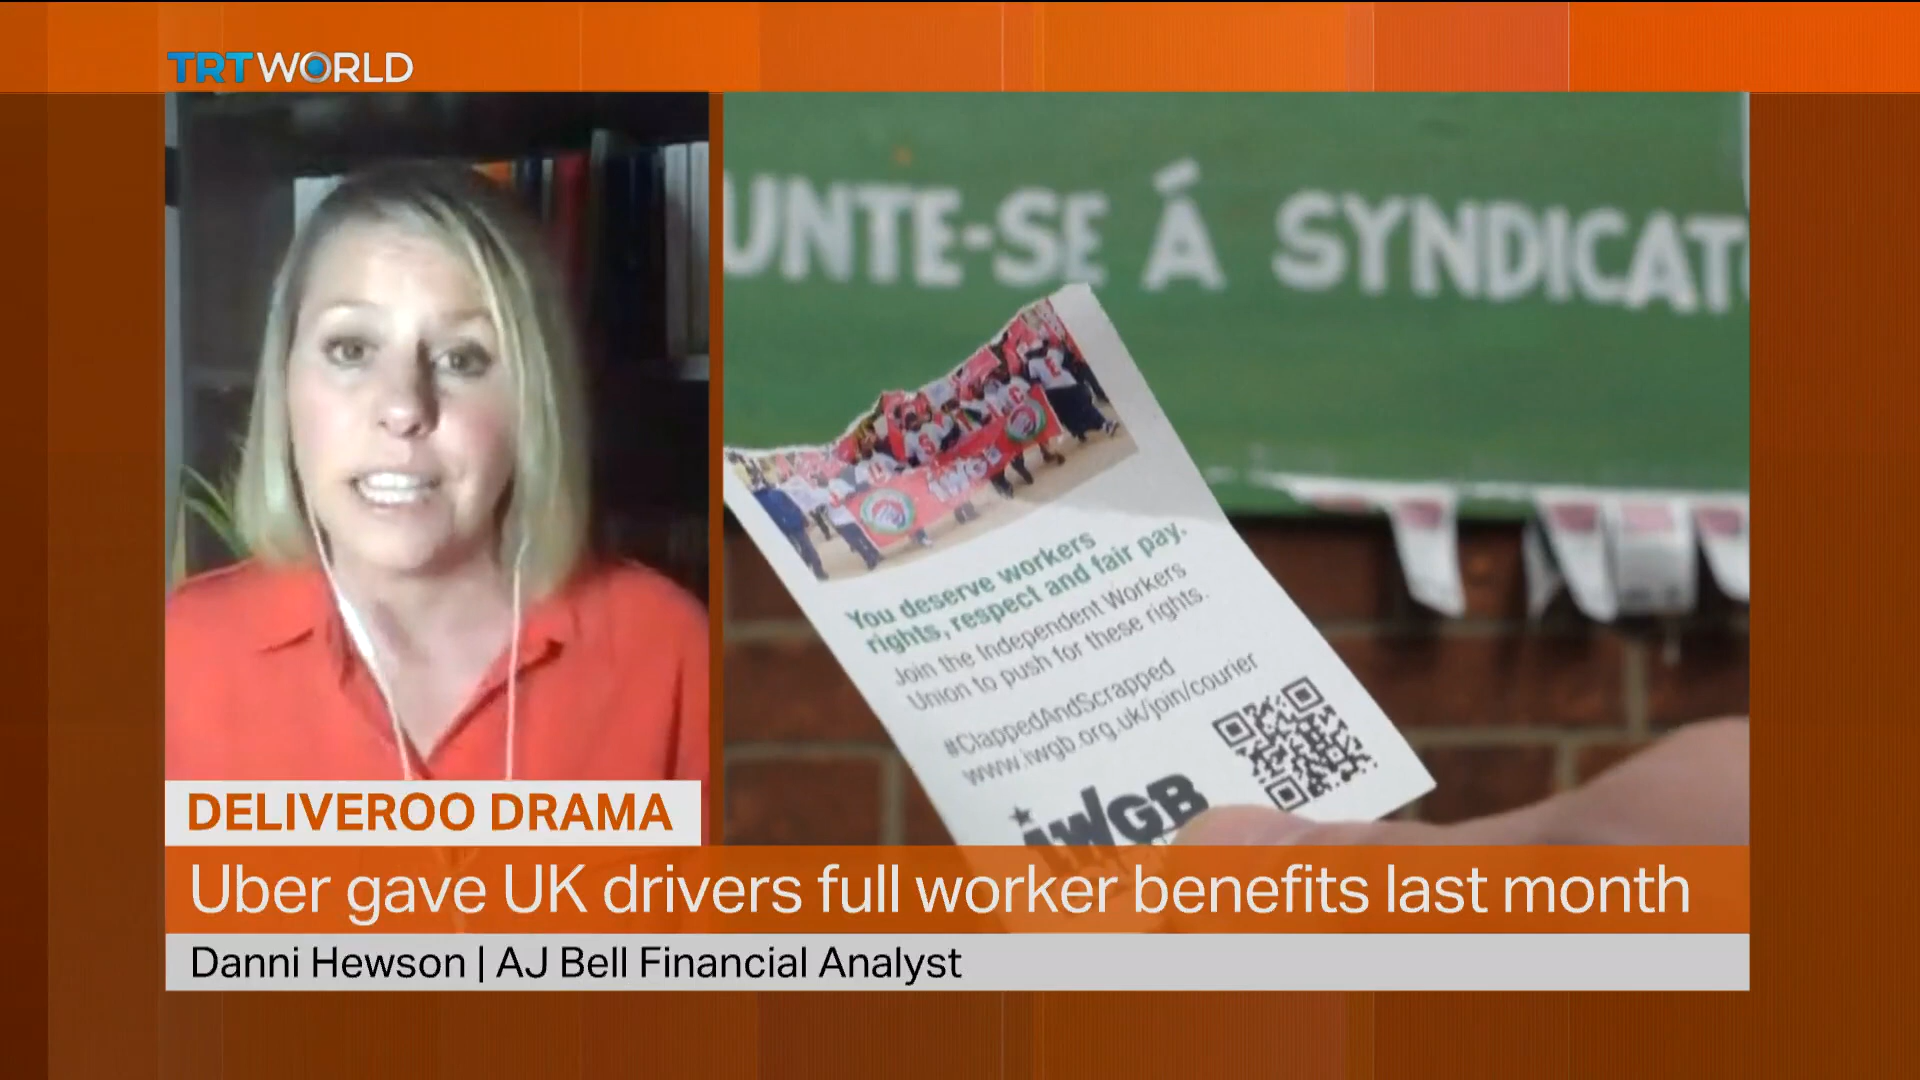 TRT WORLD
UNTE-SE Á SYNDICAT
You deserve workers
rights, respect and fair pay.
Join the Independent Workers
Union to push for these rights.
#ClappedAndScrapped
www.iwgb.org.uk/join/courier
IWGB
DELIVEROO DRAMA
Uber gave UK drivers full worker benefits last month
Danni Hewson | AJ Bell Financial Analyst